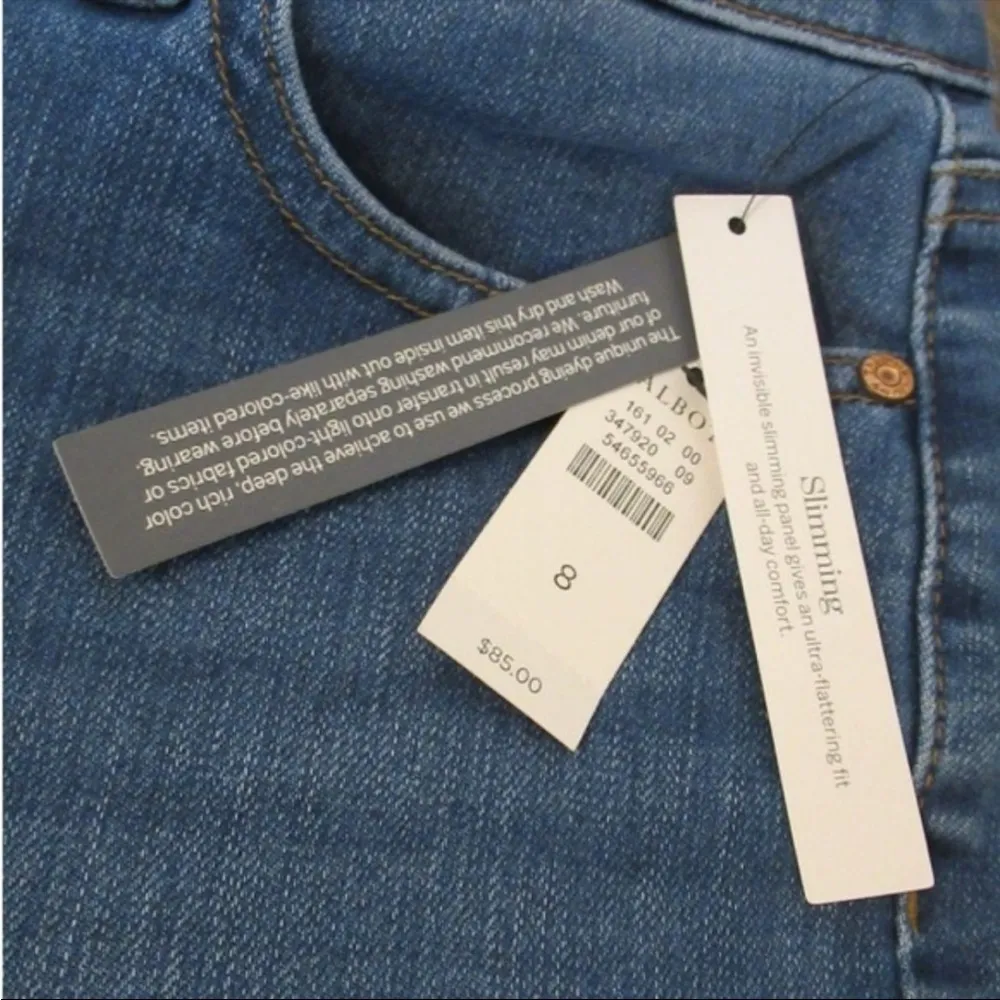 The unique dyeing process we use to achieve the deep, rich color
of our denim may result in transfer onto light-colored fabrics or
furniture. We recommend washing separately before wearing.
Wash and dry this item inside out with like-colored items.
ALBO
161 02 00
347920 09
54655966
8
$85.00
Slimming
An invisible slimming panel gives an ultra-flattering fit
and all-day comfort.